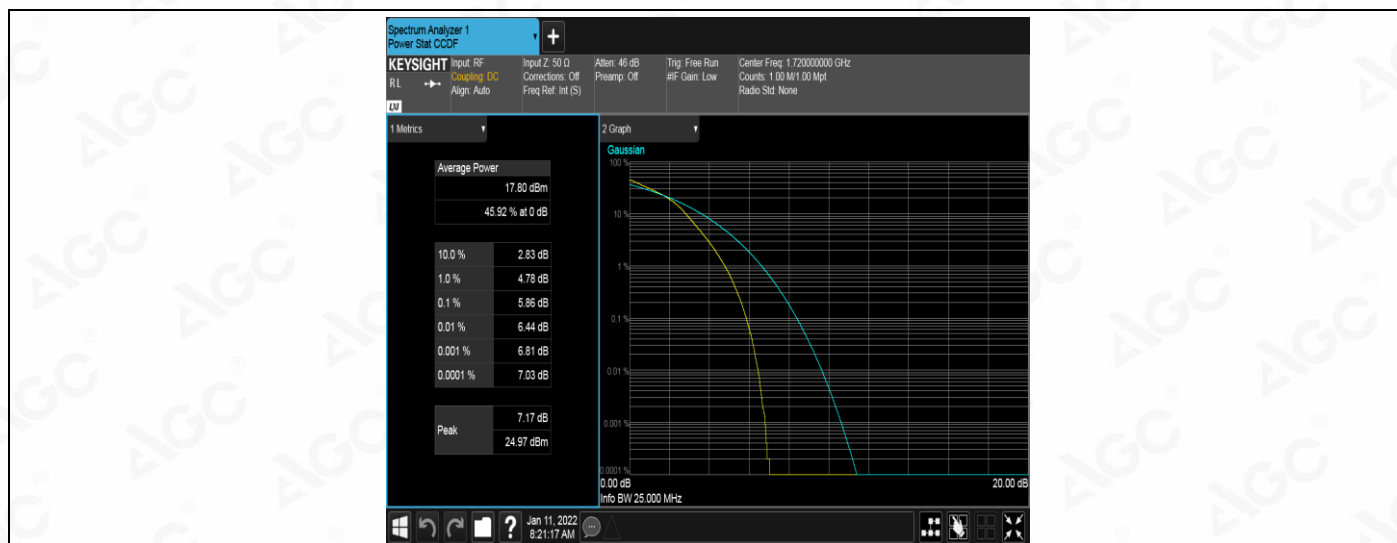 Spectrum Analyzer 1
Power Stat CCDF
KEYSIGHT
RL
LXI
Input: RF
Coupling: DC
Align: Auto
Input Z: 50 Ω
Corrections: Off
Freq Ref: Int (S)
Atten: 46 dB
Preamp: Off
Trig: Free Run
#IF Gain: Low
Center Freq: 1.720000000 GHz
Counts: 1.00 M/1.00 Mpt
Radio Std: None
1 Metrics
Average Power
17.80 dBm
45.92 % at 0 dB
10.0 % 2.83 dB
1.0 % 4.78 dB
0.1 % 5.86 dB
0.01 % 6.44 dB
0.001 % 6.81 dB
0.0001 % 7.03 dB
Peak
7.17 dB
24.97 dBm
2 Graph
Gaussian
100 %
10 %
1 %
0.1 %
0.01 %
0.001 %
0.0001 %
0.00 dB 20.00 dB
Info BW 25.000 MHz
?
Jan 11, 2022
8:21:17 AM
AGC